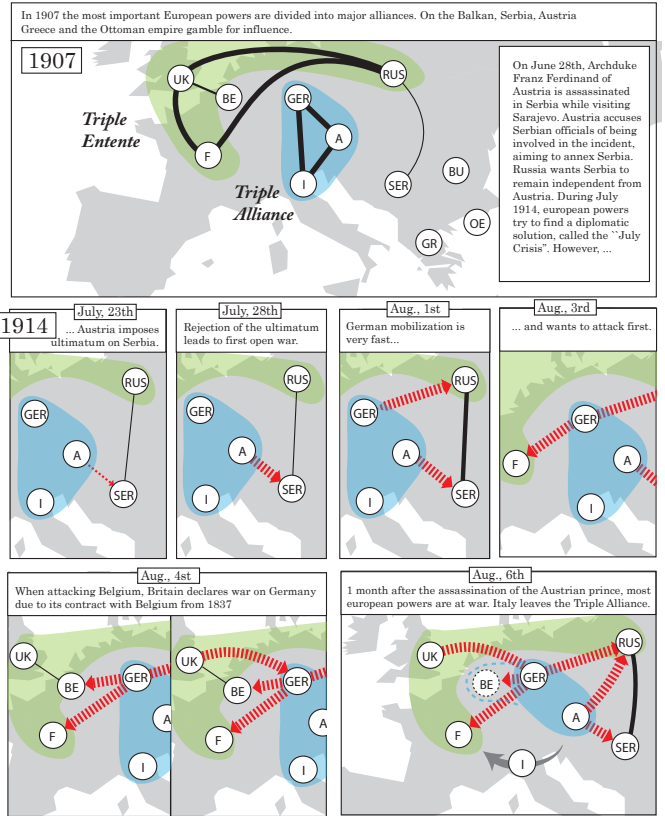 In 1907 the most important European powers are divided into major alliances. On the Balkan, Serbia, Austria
Greece and the Ottoman empire gamble for influence.
1907
UK
BE
RUS
GER
Triple
Entente
A
F
I
Triple
Alliance
SER
BU
OE
GR
On June 28th, Archduke
Franz Ferdinand of
Austria is assassinated
in Serbia while visiting
Sarajevo. Austria accuses
Serbian officials of being
involved in the incident,
aiming to annex Serbia.
Russia wants Serbia to
remain independent from
Austria. During July
1914, european powers
try to find a diplomatic
solution, called the ``July
Crisis". However, ...
1914
July, 23th
... Austria imposes
ultimatum on Serbia.
RUS
GER
A
SER
I
July, 28th
Rejection of the ultimatum
leads to first open war.
RUS
GER
A
SER
I
Aug., 1st
German mobilization is
very fast...
RUS
GER
A
SER
I
Aug., 3rd
... and wants to attack first.
GER
F
A
I
Aug., 4st
When attacking Belgium, Britain declares war on Germany
due to its contract with Belgium from 1837
UK
BE
GER
A
F
I
UK
BE
GER
A
F
I
Aug., 6th
1 month after the assassination of the Austrian prince, most
european powers are at war. Italy leaves the Triple Alliance.
UK
RUS
BE
GER
A
F
SER
I